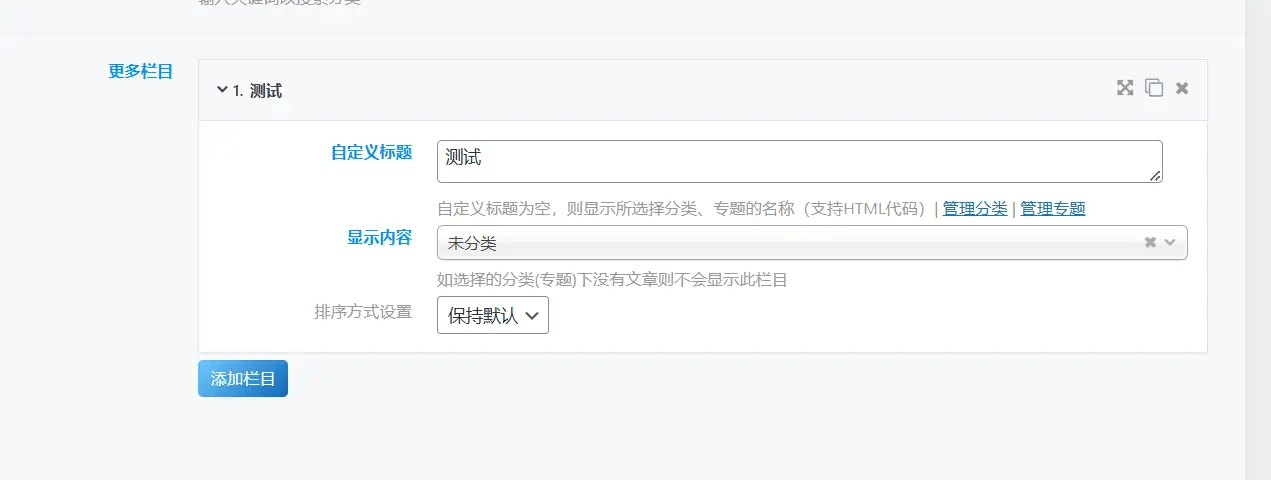 更多栏目
1. 测试
自定义标题
测试
自定义标题为空，则显示所选择分类、专题的名称（支持HTML代码）| 管理分类 | 管理专题
显示内容
未分类
如选择的分类(专题)下没有文章则不会显示此栏目
排序方式设置
保持默认
添加栏目